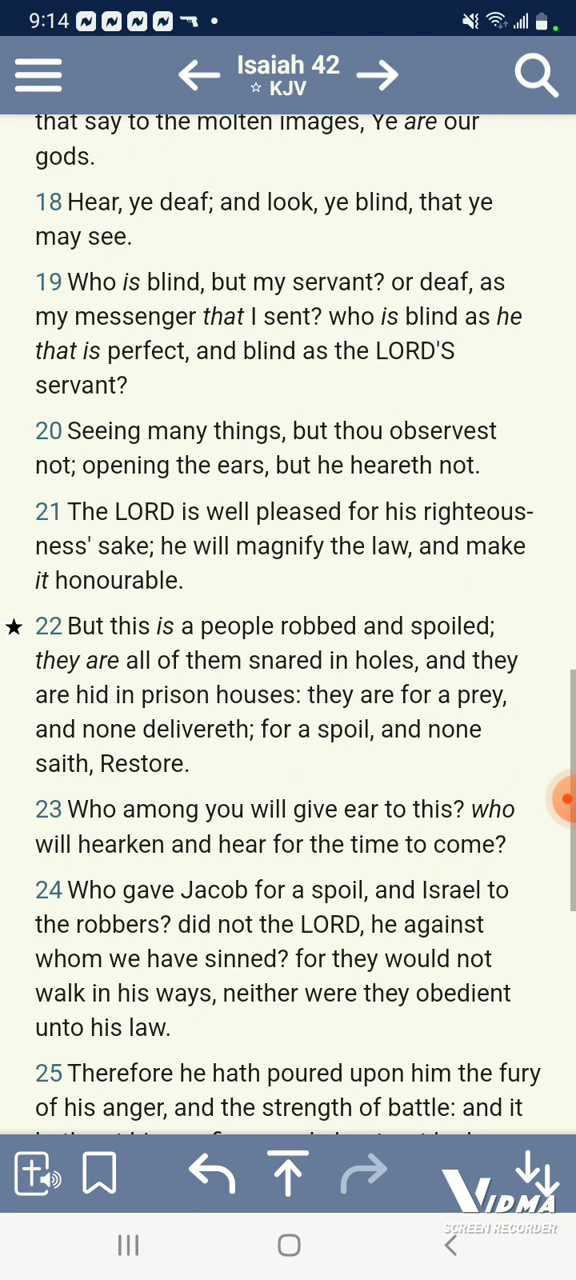 9:14
Isaiah 42
☆ KJV
that say to the molten images, Ye are our
gods.
18 Hear, ye deaf; and look, ye blind, that ye
may see.
19 Who is blind, but my servant? or deaf, as
my messenger that I sent? who is blind as he
that is perfect, and blind as the LORD'S
servant?
20 Seeing many things, but thou observest
not; opening the ears, but he heareth not.
21 The LORD is well pleased for his righteous-
ness' sake; he will magnify the law, and make
it honourable.
★ 22 But this is a people robbed and spoiled;
they are all of them snared in holes, and they
are hid in prison houses: they are for a prey,
and none delivereth; for a spoil, and none
saith, Restore.
23 Who among you will give ear to this? who
will hearken and hear for the time to come?
24 Who gave Jacob for a spoil, and Israel to
the robbers? did not the LORD, he against
whom we have sinned? for they would not
walk in his ways, neither were they obedient
unto his law.
25 Therefore he hath poured upon him the fury
of his anger, and the strength of battle: and it
VIDMA
SCREEN RECORDER